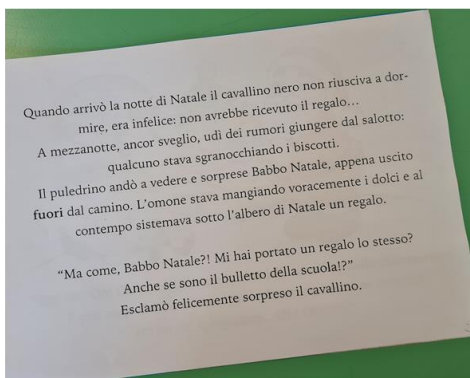 Quando arrivò la notte di Natale il cavallino nero non riusciva a dor-
mire, era infelice: non avrebbe ricevuto il regalo...
A mezzanotte, ancor sveglio, udì dei rumori giungere dal salotto:
qualcuno stava sgranocchiando i biscotti.
Il puledrino andò a vedere e sorprese Babbo Natale, appena uscito
fuori dal camino. L'omone stava mangiando voracemente i dolci e al
contempo sistemava sotto l'albero di Natale un regalo.
"Ma come, Babbo Natale?! Mi hai portato un regalo lo stesso?
Anche se sono il bulletto della scuola!?"
Esclamò felicemente sorpreso il cavallino.